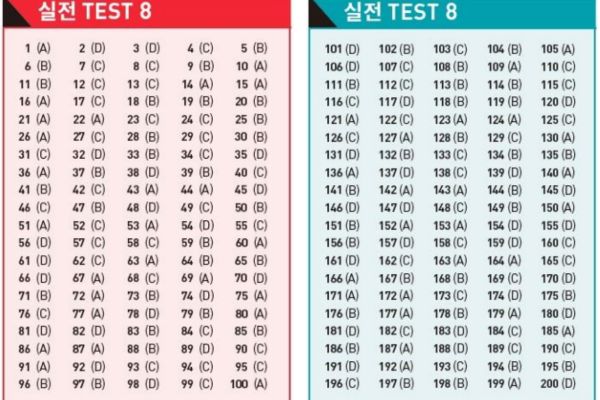 실전 TEST 8
1 (A) 2 (D) 3 (D) 4 (C) 5 (B)
6 (B) 7 (C) 8 (C) 9 (B) 10 (A)
11 (B) 12 (C) 13 (C) 14 (A) 15 (A)
16 (A) 17 (C) 18 (B) 19 (B) 20 (B)
21 (A) 22 (A) 23 (C) 24 (C) 25 (B)
26 (A) 27 (C) 28 (B) 29 (C) 30 (B)
31 (C) 32 (D) 33 (B) 34 (C) 35 (D)
36 (A) 37 (B) 38 (D) 39 (B) 40 (C)
41 (B) 42 (C) 43 (A) 44 (A) 45 (D)
46 (C) 47 (B) 48 (D) 49 (C) 50 (B)
51 (A) 52 (C) 53 (A) 54 (D) 55 (C)
56 (D) 57 (D) 58 (C) 59 (B) 60 (A)
61 (D) 62 (C) 63 (A) 64 (B) 65 (B)
66 (D) 67 (A) 68 (C) 69 (A) 70 (D)
71 (B) 72 (A) 73 (B) 74 (D) 75 (A)
76 (C) 77 (A) 78 (D) 79 (B) 80 (A)
81 (D) 82 (D) 83 (B) 84 (C) 85 (B)
86 (A) 87 (A) 88 (B) 89 (D) 90 (C)
91 (A) 92 (D) 93 (C) 94 (C) 95 (C)
96 (B) 97 (B) 98 (D) 99 (C) 100 (A)
실전 TEST 8
101 (D) 102 (B) 103 (C) 104 (B) 105 (A)
106 (D) 107 (C) 108 (B) 109 (A) 110 (C)
111 (B) 112 (C) 113 (B) 114 (B) 115 (C)
116 (C) 117 (D) 118 (B) 119 (B) 120 (D)
121 (A) 122 (C) 123 (A) 124 (A) 125 (C)
126 (C) 127 (A) 128 (B) 129 (C) 130 (A)
131 (D) 132 (D) 133 (C) 134 (B) 135 (B)
136 (A) 137 (D) 138 (C) 139 (D) 140 (A)
141 (B) 142 (A) 143 (A) 144 (B) 145 (D)
146 (D) 147 (D) 148 (C) 149 (B) 150 (A)
151 (B) 152 (A) 153 (A) 154 (D) 155 (D)
156 (B) 157 (D) 158 (C) 159 (D) 160 (C)
161 (D) 162 (C) 163 (A) 164 (A) 165 (C)
166 (A) 167 (B) 168 (B) 169 (C) 170 (D)
171 (A) 172 (A) 173 (C) 174 (D) 175 (B)
176 (B) 177 (A) 178 (B) 179 (A) 180 (D)
181 (D) 182 (C) 183 (D) 184 (C) 185 (A)
186 (B) 187 (A) 188 (D) 189 (C) 190 (C)
191 (D) 192 (A) 193 (C) 194 (B) 195 (B)
196 (C) 197 (B) 198 (B) 199 (A) 200 (D)